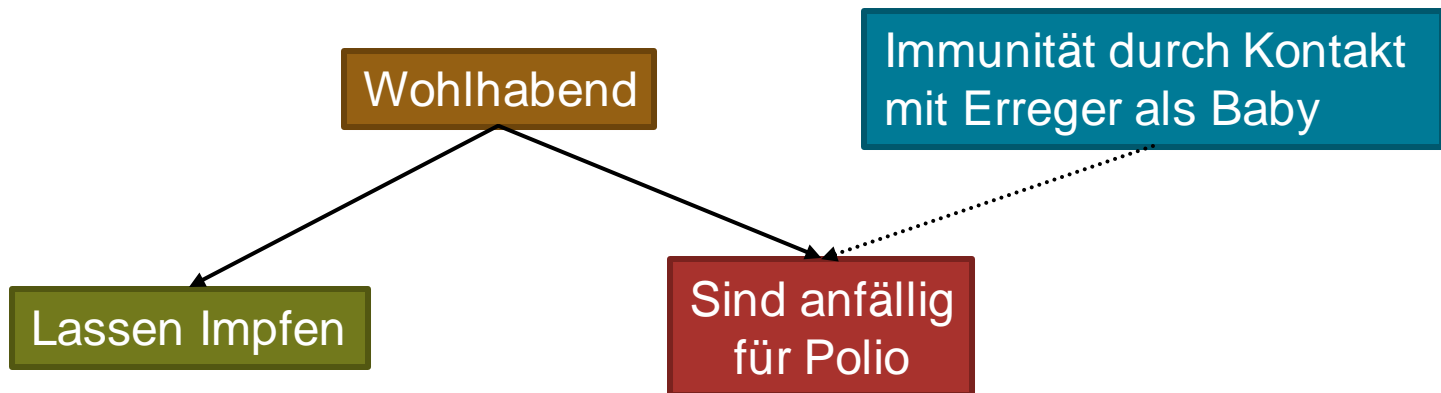 Wohlhabend
Immunität durch Kontakt
mit Erreger als Baby
Lassen Impfen
Sind anfällig
für Polio